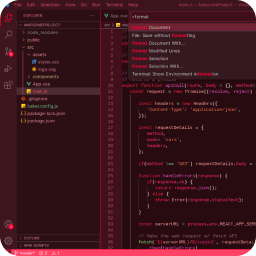 File Edit Selection View Go Run Terminal Help
EXPLORER
AWESOMEPROJECT
node_modules
public
src
assets
style.css
logo.svg
components
App.vue
main.js
.gitignore
babel.config.js
package-lock.json
package.json
OUTLINE
NPM SCRIPTS
App.vue
>format
Format Document
File: Save without Formatting
Format Document With...
Format Modified Lines
Format Selection
Format Selection With...
Terminal: Show Environment Information
export function apiCall(route, body = {}, method=
const request = new Promise((resolve, reject)
const headers = new Headers({
'Content-Type': 'application/json',
});
const requestDetails = {
method,
mode: 'cors',
headers,
};
if(method !== 'GET') requestDetails.body =
function handleErrors(response) {
if(response.ok) {
return response.json();
} else {
throw Error(response.statusText);
}
}
const serverURL = process.env.REACT_APP_SER
// Make the web request w/ fetch API
fetch(`${serverURL}/${route}`, requestDeta
.then(handleErrors)